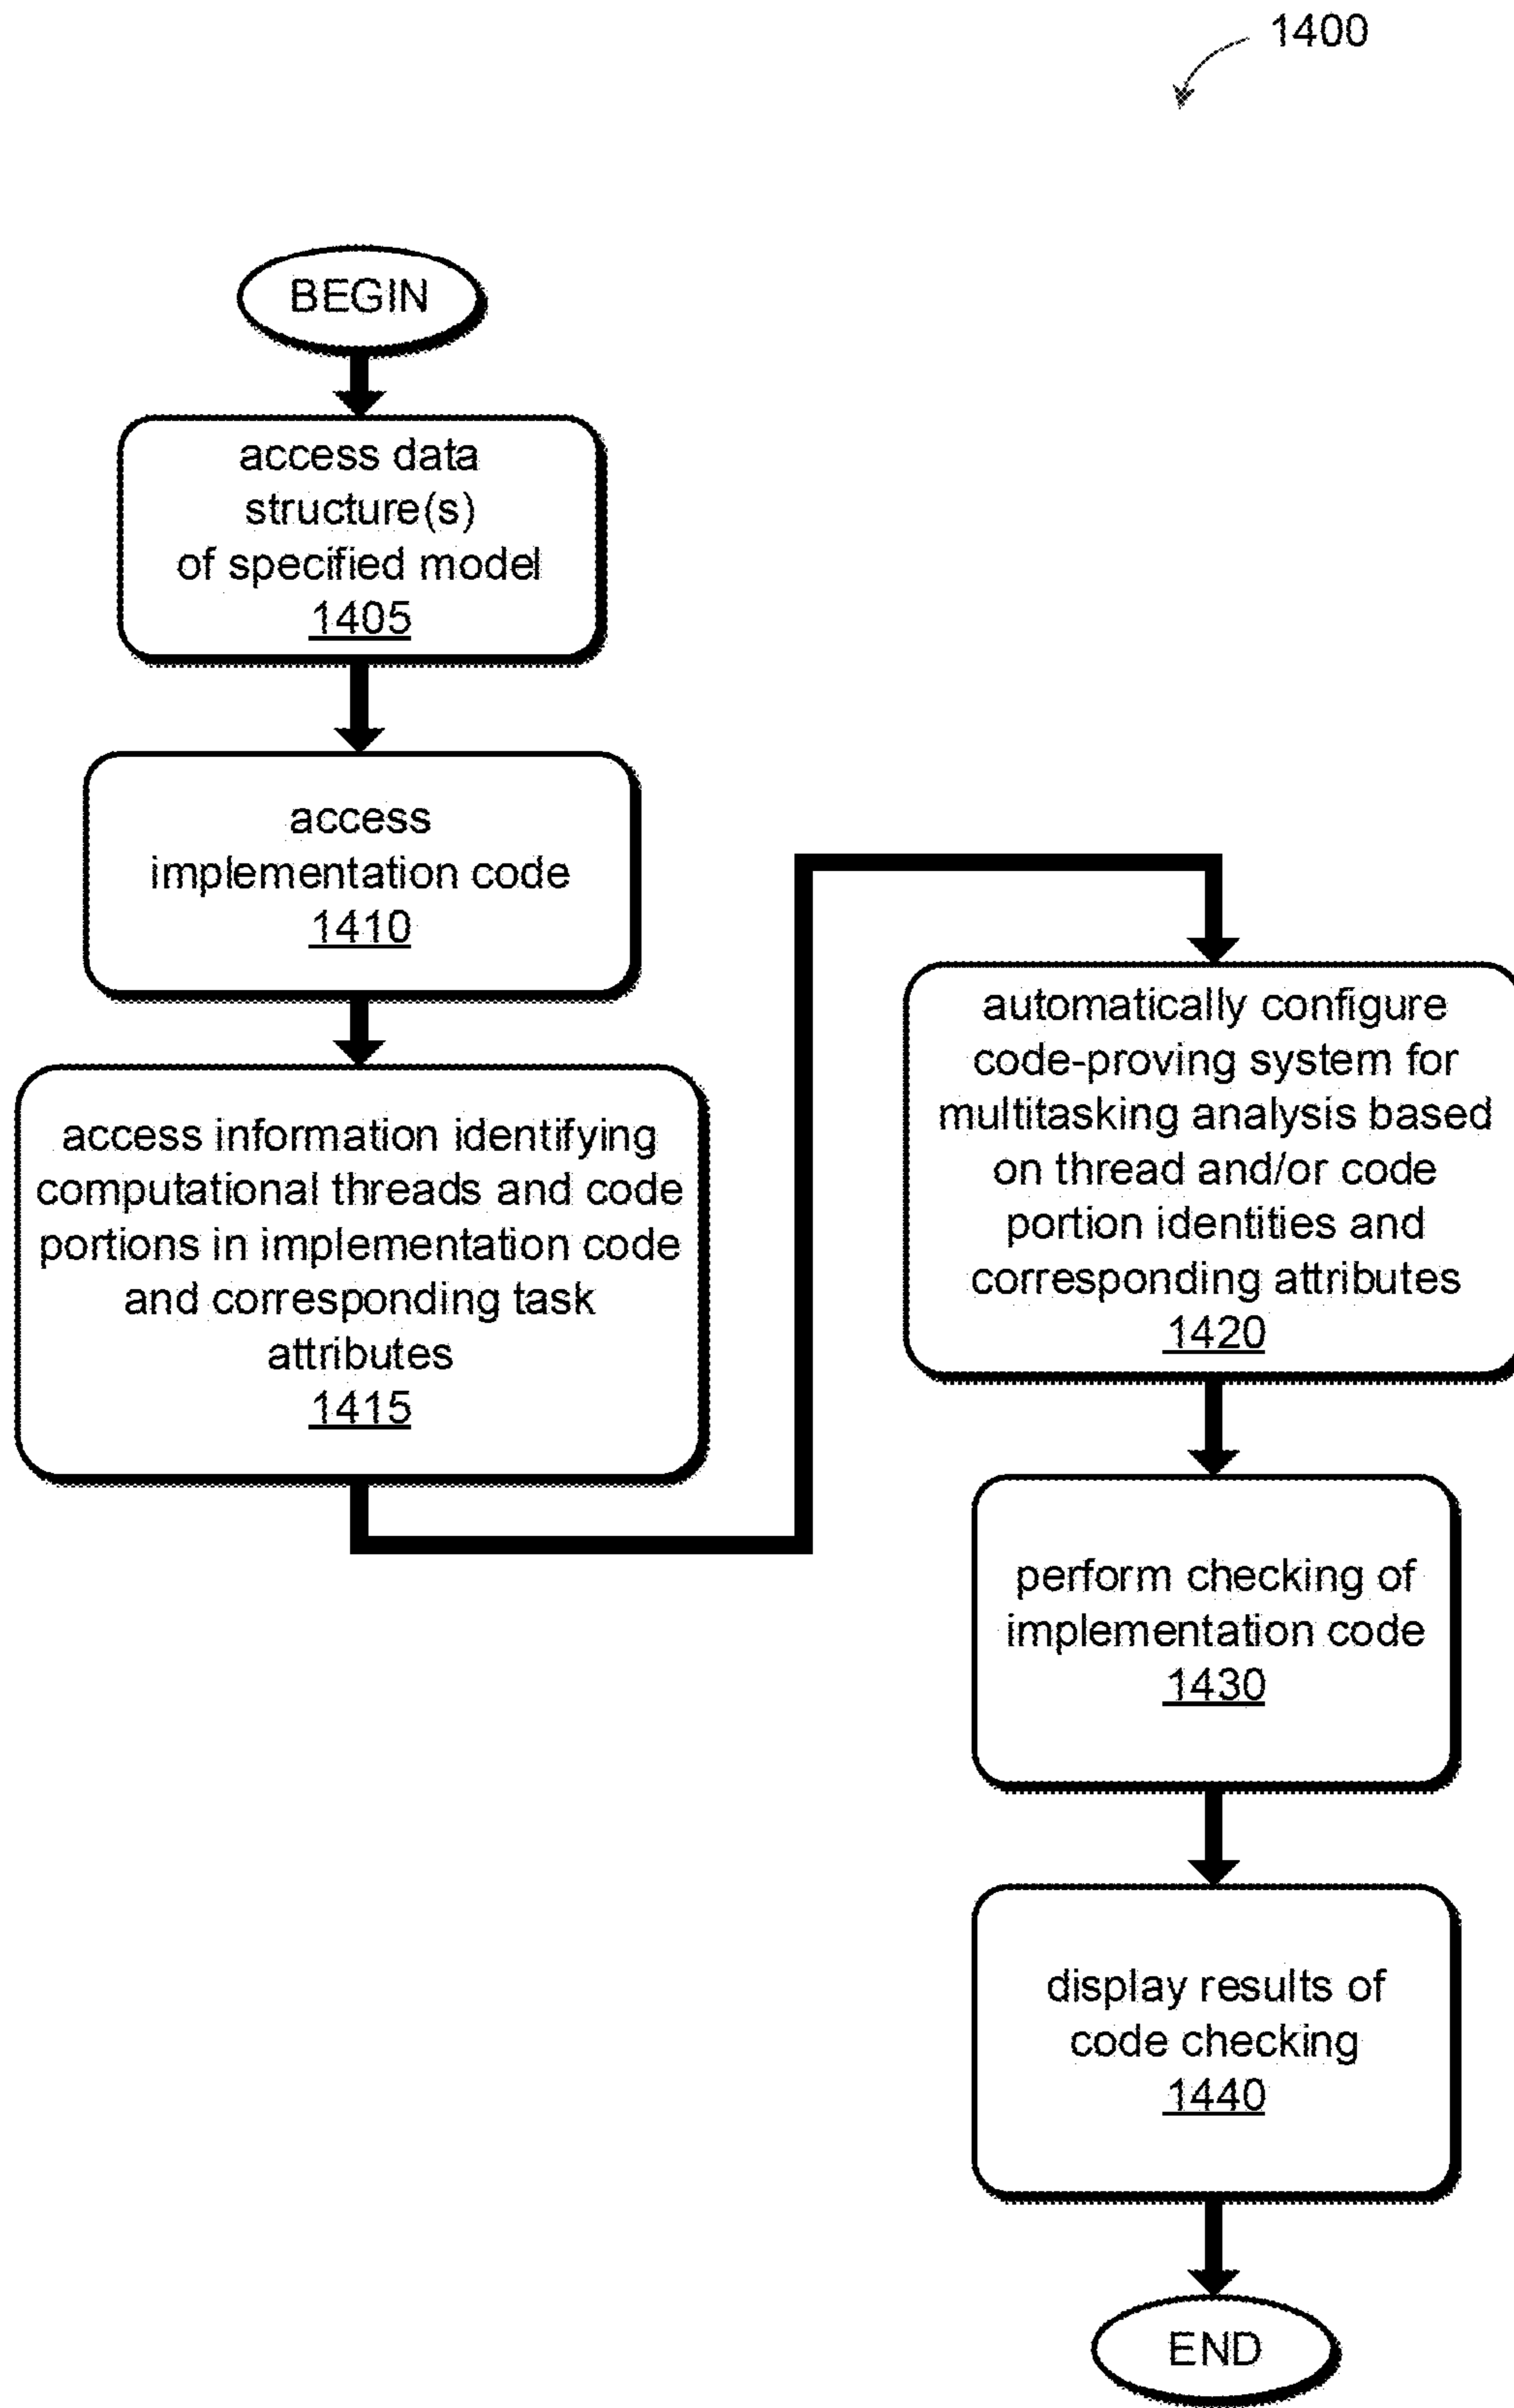 1400
BEGIN
access data
structure(s)
of specified model
1405
access
implementation code
1410
access information identifying
computational threads and code
portions in implementation code
and corresponding task
attributes
1415
automatically configure
code-proving system for
multitasking analysis based
on thread and/or code
portion identities and
corresponding attributes
1420
perform checking of
implementation code
1430
display results of
code checking
1440
END